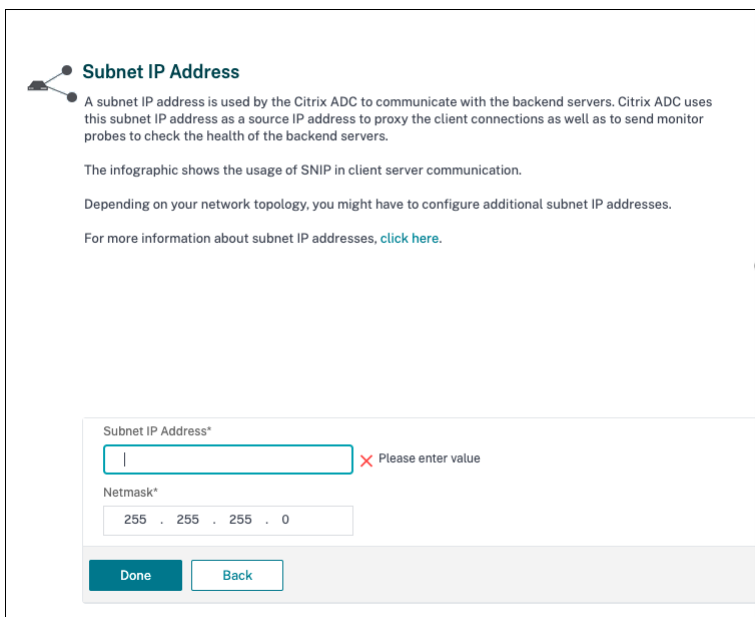 Subnet IP Address
A subnet IP address is used by the Citrix ADC to communicate with the backend servers. Citrix ADC uses
this subnet IP address as a source IP address to proxy the client connections as well as to send monitor
probes to check the health of the backend servers.
The infographic shows the usage of SNIP in client server communication.
Depending on your network topology, you might have to configure additional subnet IP addresses.
For more information about subnet IP addresses, click here.
Subnet IP Address*
Please enter value
Netmask*
255 . 255 . 255 . 0
Done Back